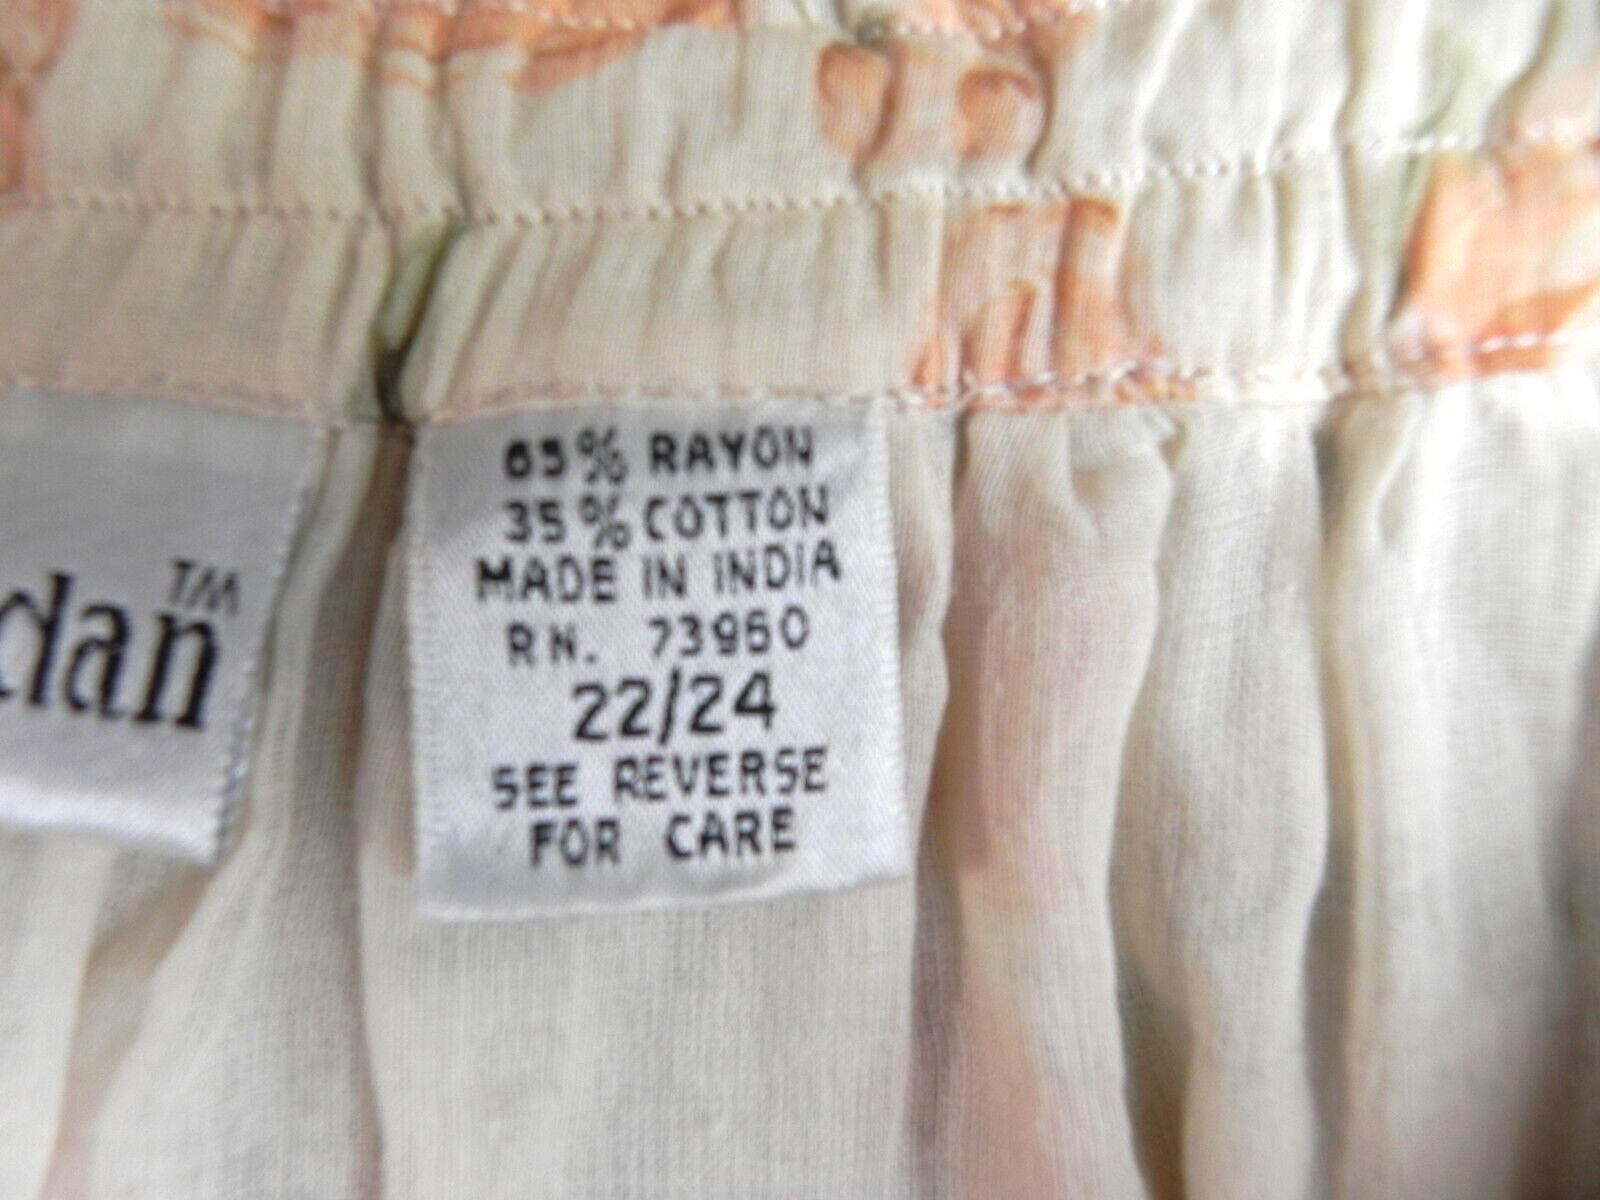 dan™
65% RAYON
35% COTTON
MADE IN INDIA
RN. 73960
22/24
SEE REVERSE
FOR CARE